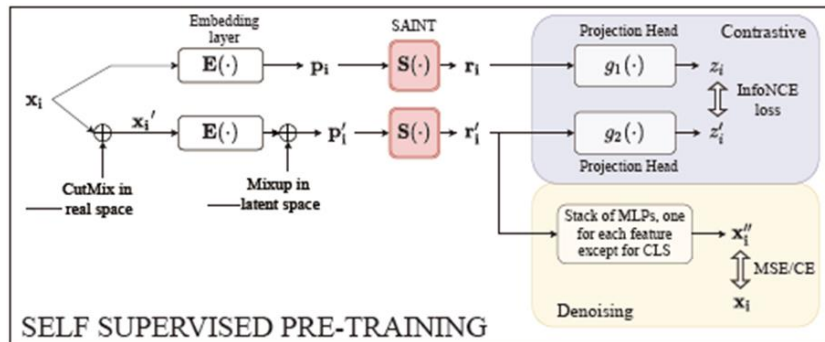 Embedding
layer
SAINT
Projection Head
Contrastive
E(·)
p_i
S(·)
r_i
g_1(·)
z_i
x_i
InfoNCE
loss
x_i'
E(·)
p_i'
S(·)
r_i'
g_2(·)
z_i'
Projection Head
CutMix in
real space
Mixup in
latent space
Stack of MLPs, one
for each feature
except for CLS
x_i''
MSE/CE
x_i
Denoising
SELF SUPERVISED PRE-TRAINING